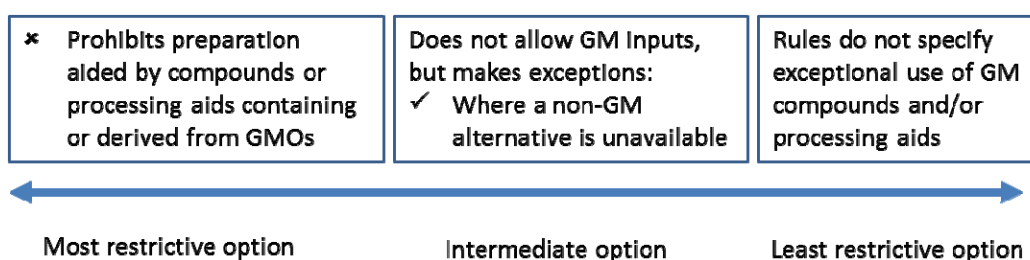 × Prohibits preparation
aided by compounds or
processing aids containing
or derived from GMOs
Does not allow GM Inputs,
but makes exceptions:
✓ Where a non-GM
alternative is unavailable
Rules do not specify
exceptional use of GM
compounds and/or
processing aids
Most restrictive option
Intermediate option
Least restrictive option